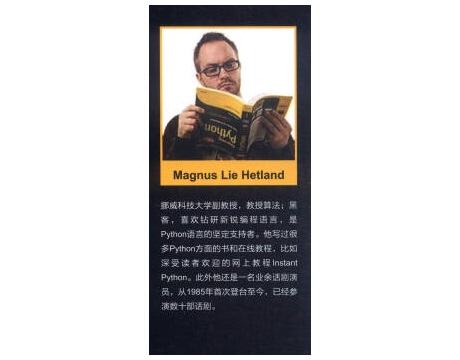 Python
Magnus Lie Hetland
挪威科技大学副教授，教授算法；黑
客，喜欢钻研新锐编程语言，是
Python语言的坚定支持者。他写过很
多Python方面的书和在线教程，比如
深受读者欢迎的网上教程Instant
Python。此外他还是一名业余话剧演
员，从1985年首次登台至今，已经参
演数十部话剧。